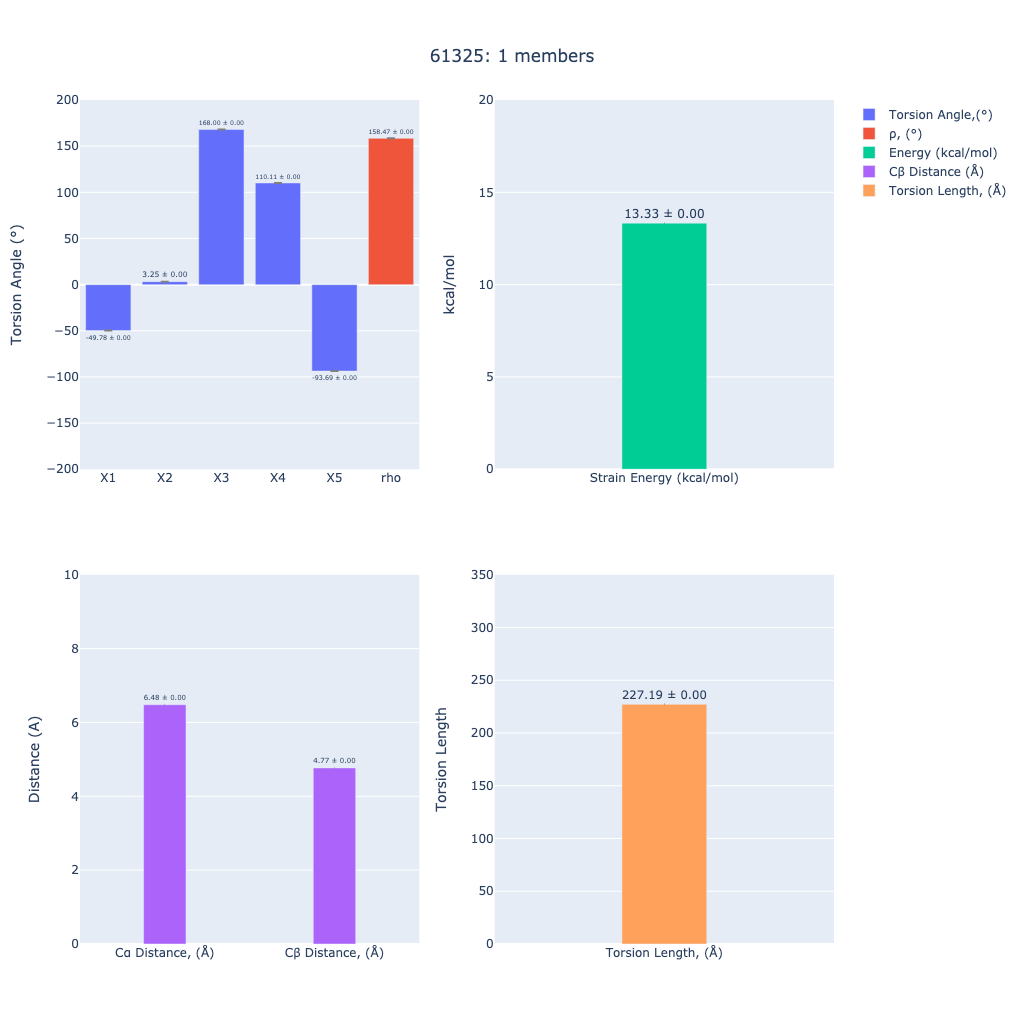 61325: 1 members
Torsion Angle (°)
200
150
100
50
0
−50
−100
−150
−200
168.00 ± 0.00
158.47 ± 0.00
110.11 ± 0.00
3.25 ± 0.00
-49.78 ± 0.00
-93.69 ± 0.00
X1 X2 X3 X4 X5 rho
kcal/mol
20
15
10
5
0
13.33 ± 0.00
Strain Energy (kcal/mol)
Torsion Angle,(°)
ρ, (°)
Energy (kcal/mol)
Cβ Distance (Å)
Torsion Length, (Å)
Distance (A)
10
8
6
4
2
0
6.48 ± 0.00
4.77 ± 0.00
Cα Distance, (Å) Cβ Distance, (Å)
Torsion Length
350
300
250
200
150
100
50
0
227.19 ± 0.00
Torsion Length, (Å)